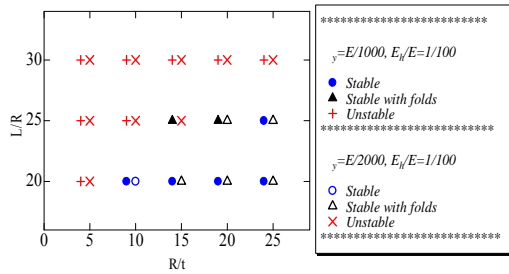 30
25
20
L/R
0
5
10
15
20
25
30
R/t
************************
y=E/1000, Eh/E=1/100
Stable
Stable with folds
Unstable
*************************
y=E/2000, Eh/E=1/100
Stable
Stable with folds
Unstable
**************************